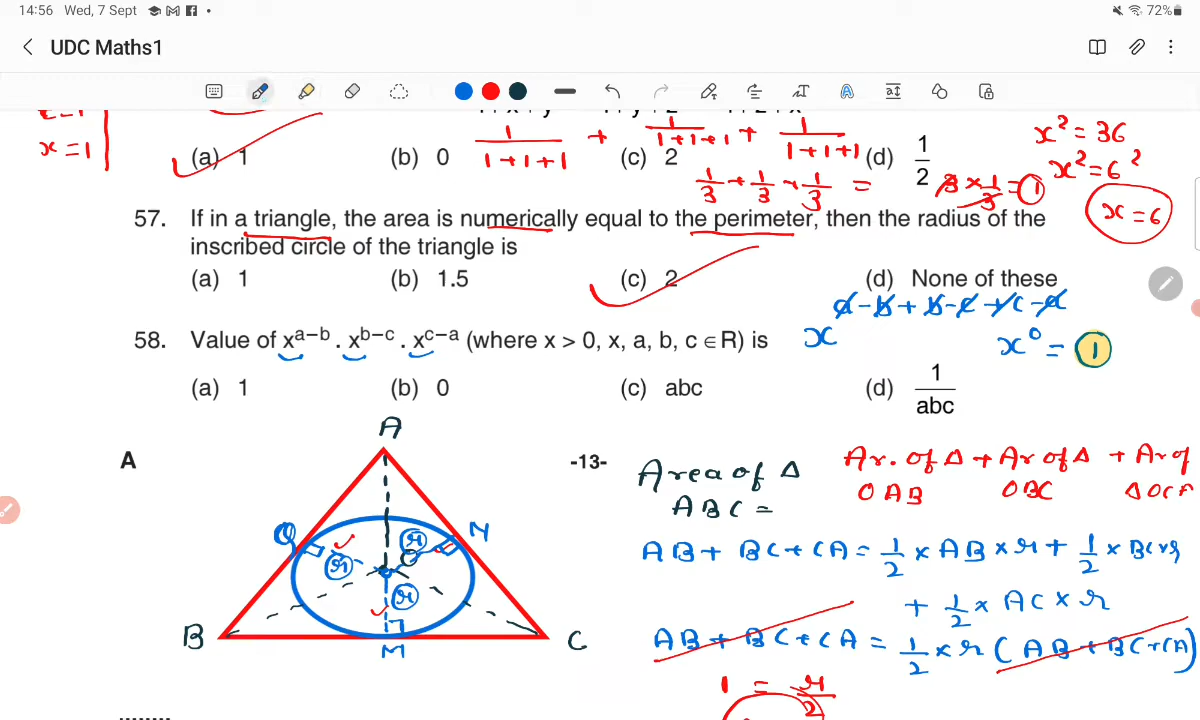 14:56 Wed, 7 Sept 72%
UDC Maths1
x = 1
(a) 1 (b) 0 (c) 2 (d) 1/2
1/(1+1+1) + 1/(1+1+1) + 1/(1+1+1)
1/3 + 1/3 + 1/3 = 3 × 1/3 = 1
x² = 36
x² = 6²
x = 6
57. If in a triangle, the area is numerically equal to the perimeter, then the radius of the
inscribed circle of the triangle is
(a) 1 (b) 1.5 (c) 2 (d) None of these
58. Value of x^(a–b) . x^(b–c) . x^(c–a) (where x > 0, x, a, b, c ∈ R) is
x^(a-b+b-c+c-a)
x⁰ = 1
(a) 1 (b) 0 (c) abc (d) 1/abc
A -13-
A
Q N
r r
O
r
B M C
Area of Δ ABC =
Ar. of Δ OAB + Ar of Δ OBC + Ar of Δ OCA
AB + BC + CA = 1/2 × AB × r + 1/2 × BC × r
+ 1/2 × AC × r
AB + BC + CA = 1/2 × r (AB + BC + CA)
1 = r/2